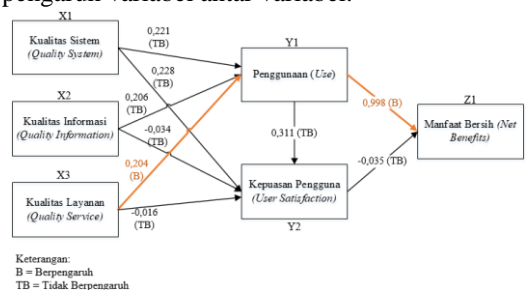 pengaruh variabel antar variabel.
X1
Kualitas Sistem
(Quality System)
0,221
(TB)
0,228
(TB)
Y1
Penggunaan (Use)
X2
Kualitas Informasi
(Quality Information)
0,206
(TB)
-0,034
(TB)
0,998 (B)
Z1
Manfaat Bersih (Net
Benefits)
0,311 (TB)
X3
Kualitas Layanan
(Quality Service)
0,204
(B)
-0,016
(TB)
-0,035 (TB)
Kepuasan Pengguna
(User Satisfaction)
Y2
Keterangan:
B = Berpengaruh
TB = Tidak Berpengaruh